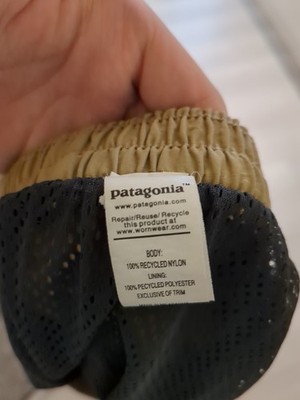 patagonia™
www.patagonia.com
Repair/Reuse/ Recycle
this product at
www.wornwear.com
BODY:
100% RECYCLED NYLON
LINING:
100% RECYCLED POLYESTER
EXCLUSIVE OF TRIM